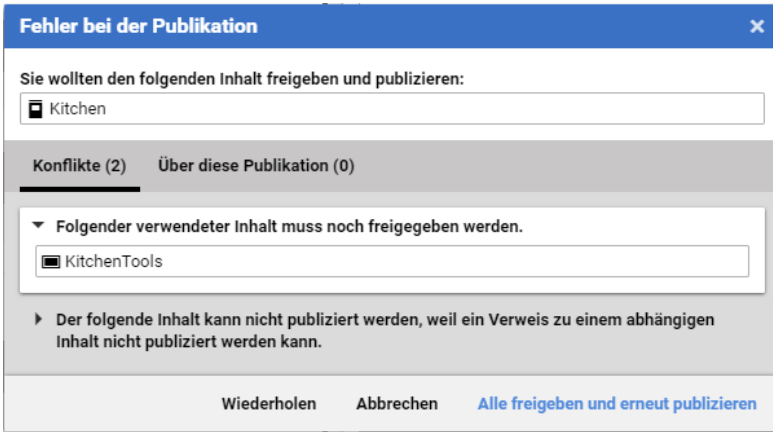 Fehler bei der Publikation
Sie wollten den folgenden Inhalt freigeben und publizieren:
Kitchen
Konflikte (2) Über diese Publikation (0)
Folgender verwendeter Inhalt muss noch freigegeben werden.
KitchenTools
Der folgende Inhalt kann nicht publiziert werden, weil ein Verweis zu einem abhängigen
Inhalt nicht publiziert werden kann.
Wiederholen Abbrechen Alle freigeben und erneut publizieren